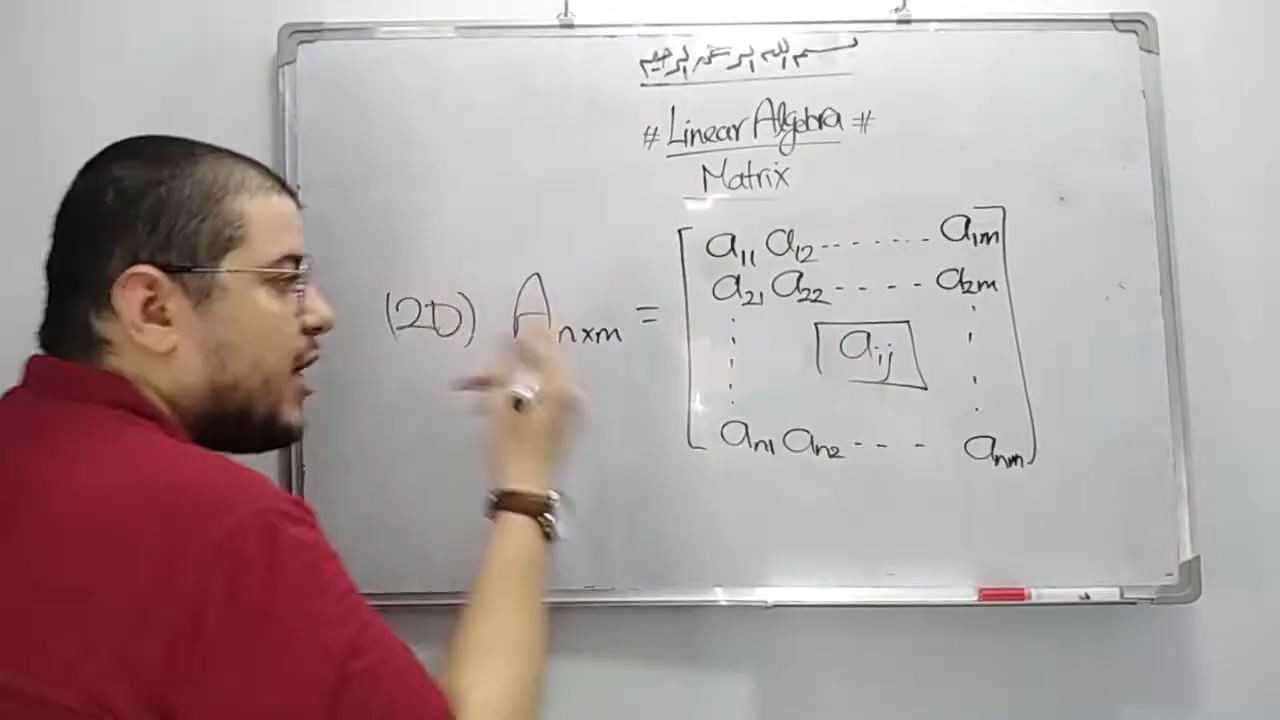 بسم الله الرحمن الرحيم
# Linear Algebra #
Matrix
(2D) Aₙₓₘ = [
a₁₁ a₁₂ ------- a₁ₘ
a₂₁ a₂₂ ----- a₂ₘ
aᵢⱼ
aₙ₁ aₙ₂ ---- aₙₘ ]